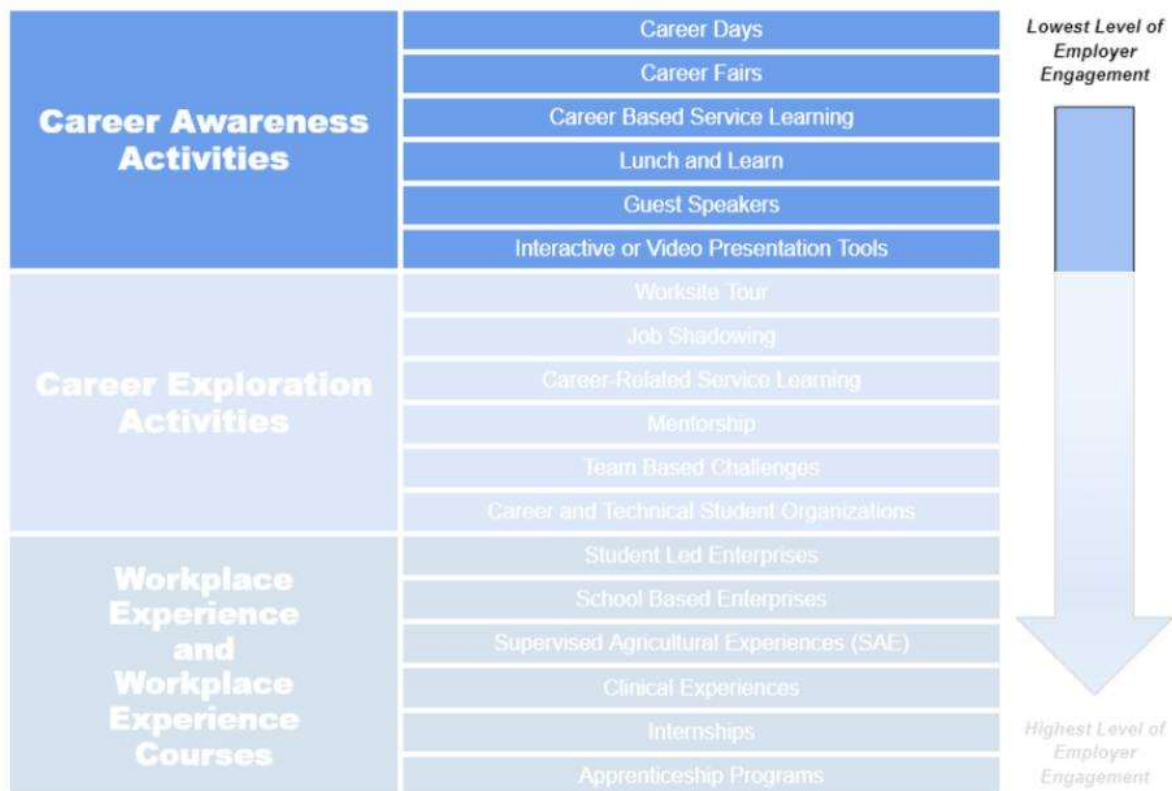 Career Awareness
Activities
Career Days
Career Fairs
Career Based Service Learning
Lunch and Learn
Guest Speakers
Interactive or Video Presentation Tools
Career Exploration
Activities
Worksite Tour
Job Shadowing
Career-Related Service Learning
Mentorship
Team Based Challenges
Career and Technical Student Organizations
Workplace
Experience
and
Workplace
Experience
Courses
Student Led Enterprises
School Based Enterprises
Supervised Agricultural Experiences (SAE)
Clinical Experiences
Internships
Apprenticeship Programs
Lowest Level of
Employer
Engagement
Highest Level of
Employer
Engagement